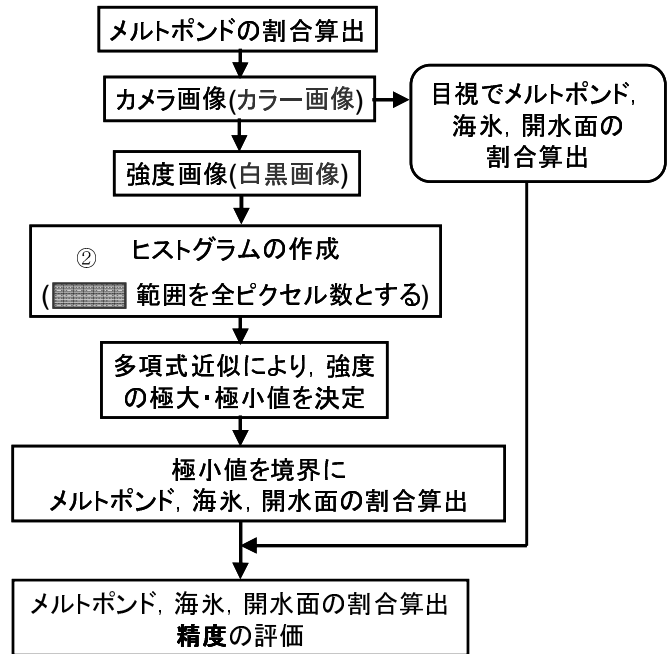 メルトポンドの割合算出
カメラ画像(カラー画像)
目視でメルトポンド,
海氷, 開水面の
割合算出
強度画像(白黒画像)
② ヒストグラムの作成
( 範囲を全ピクセル数とする)
多項式近似により, 強度
の極大・極小値を決定
極小値を境界に
メルトポンド, 海氷, 開水面の割合算出
メルトポンド, 海氷, 開水面の割合算出
精度の評価